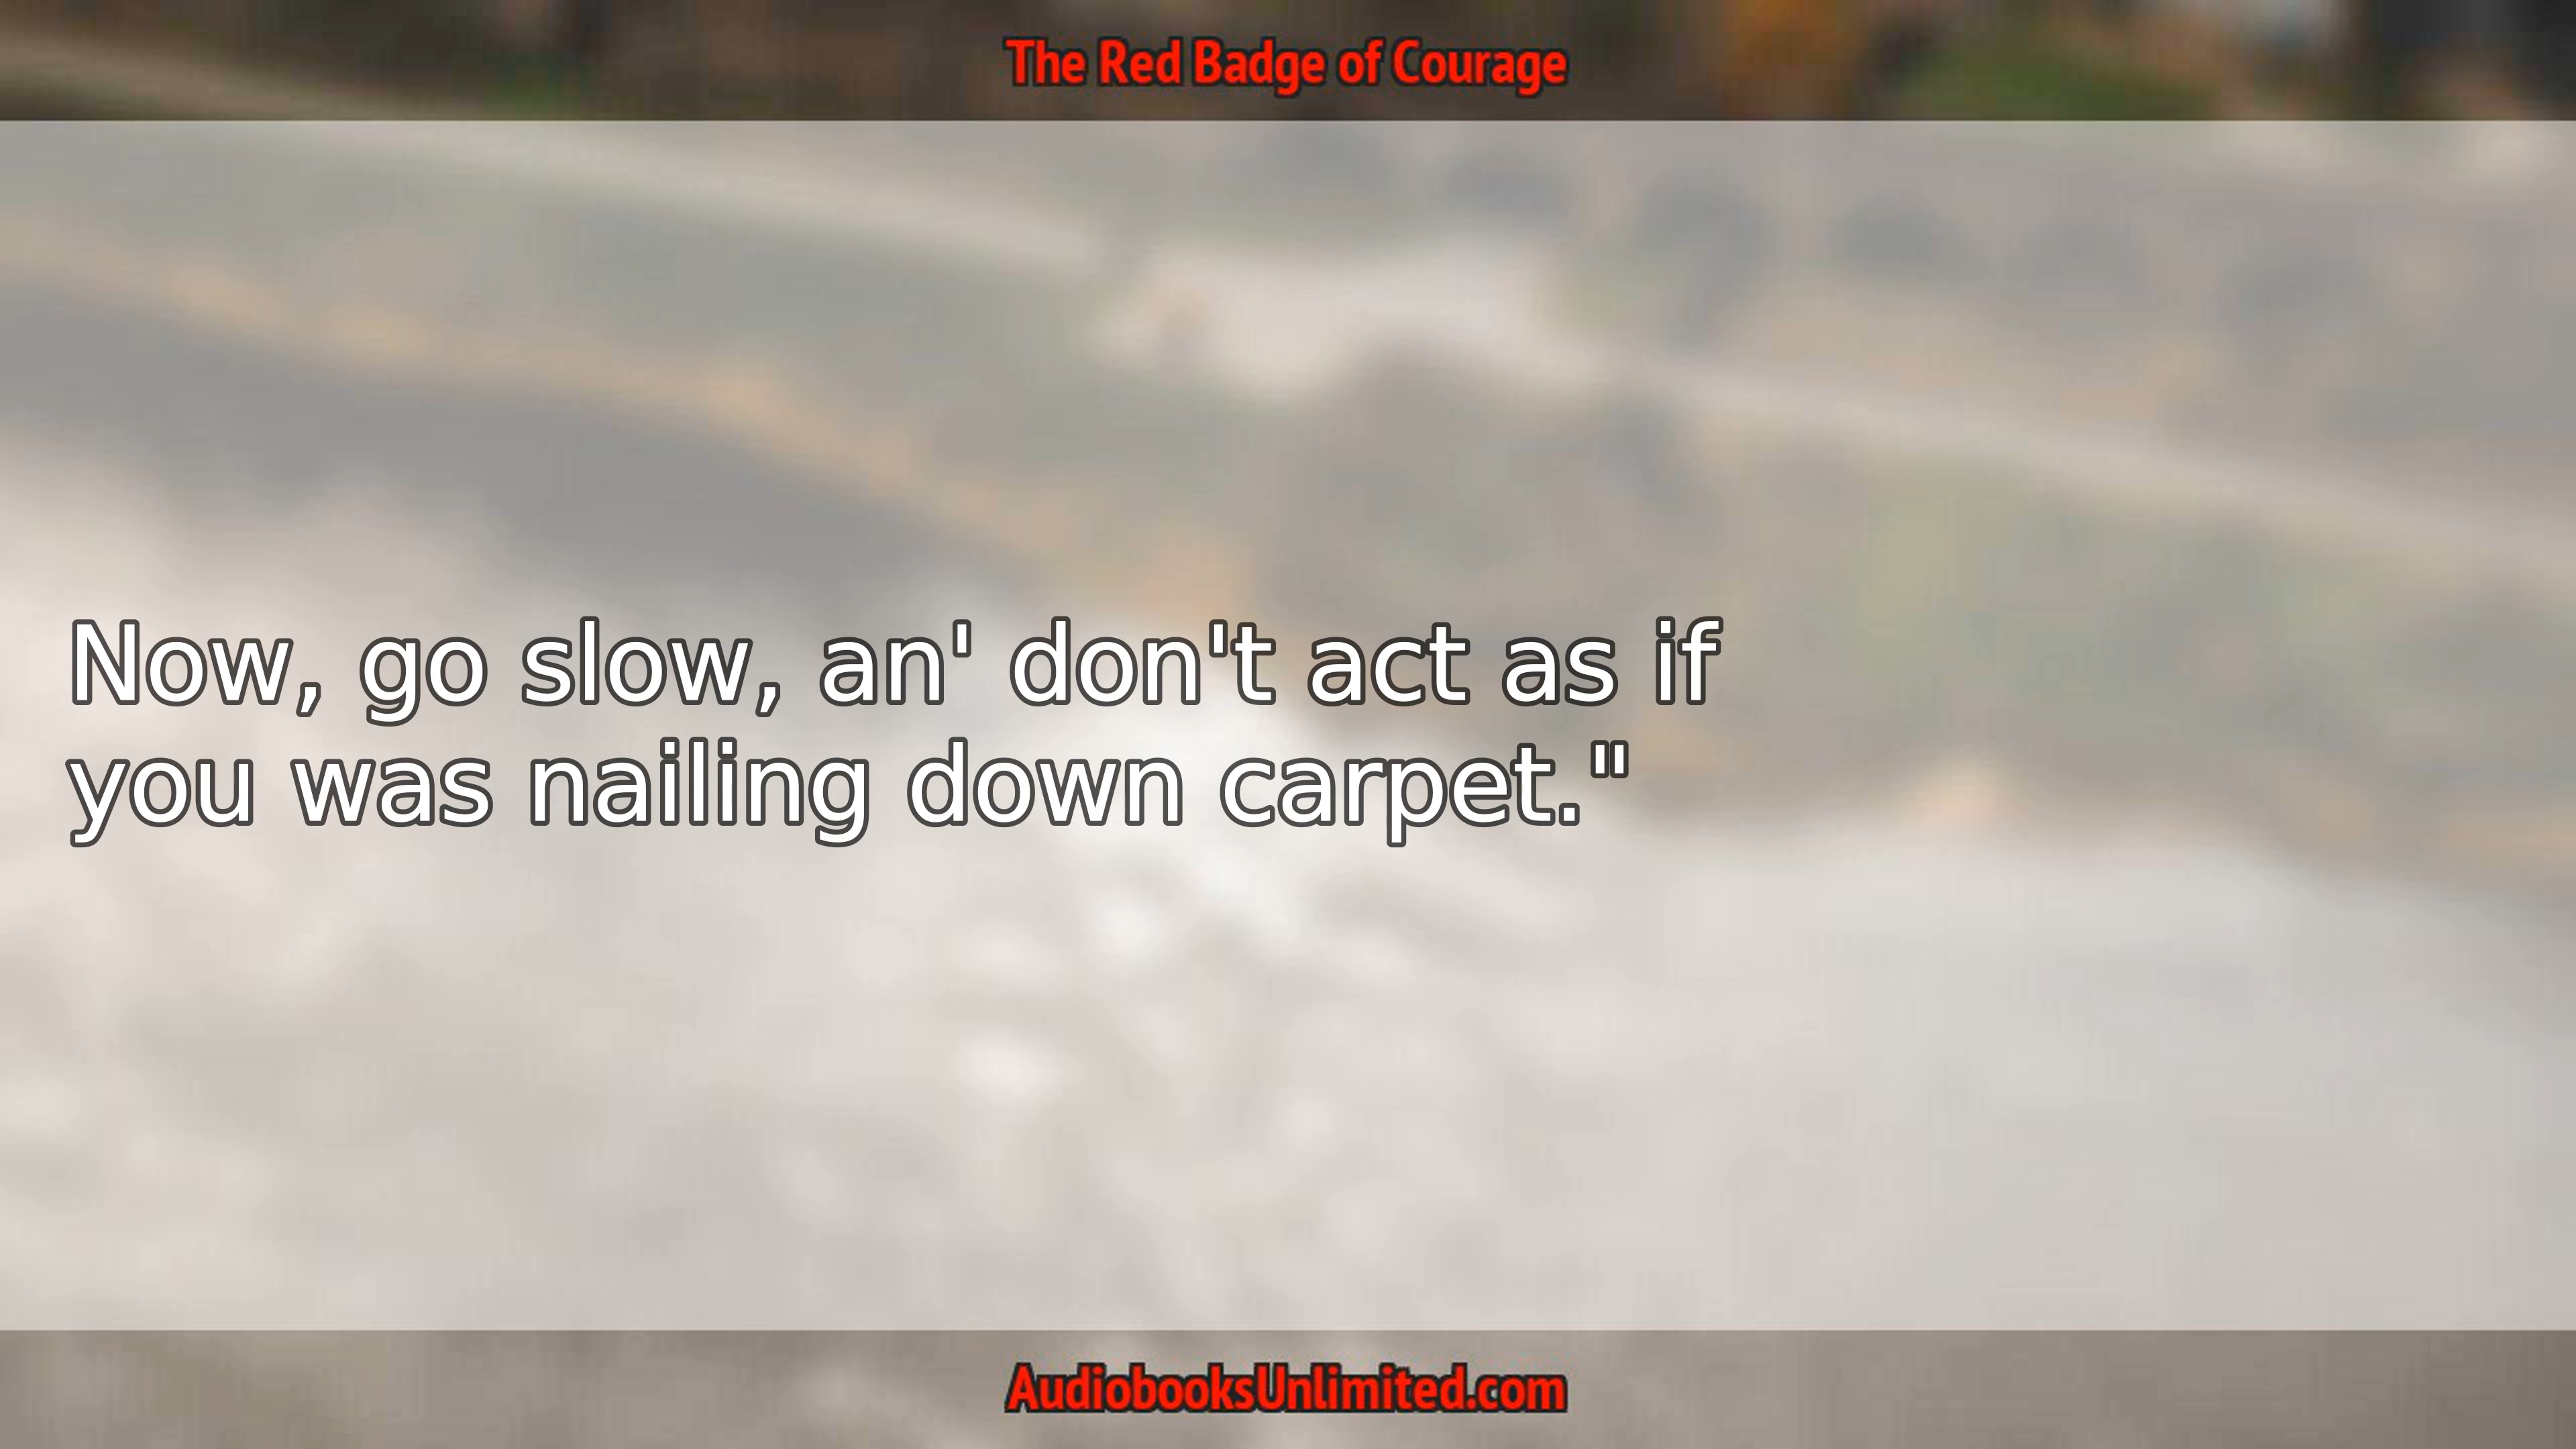 The Red Badge of Courage
Now, go slow, an' don't act as if
you was nailing down carpet."
AudiobooksUnlimited.com